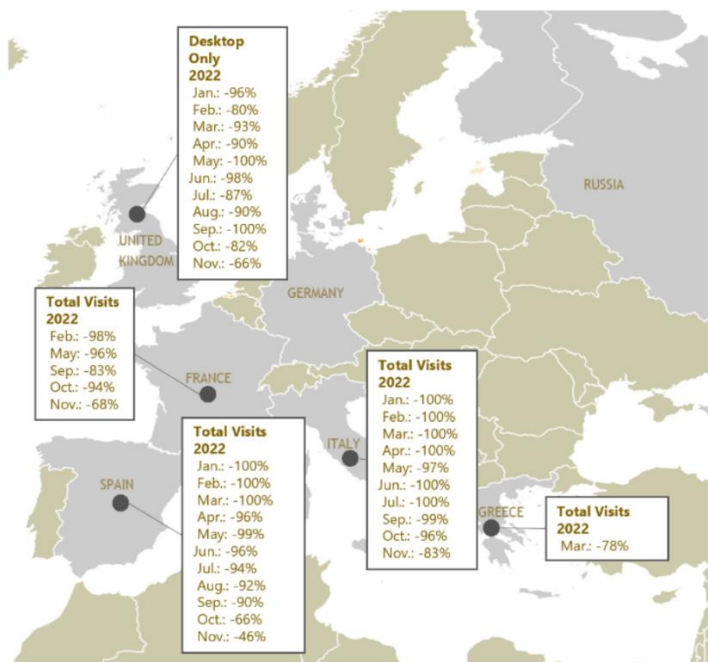 Desktop
Only
2022
Jan.: -96%
Feb.: -80%
Mar.: -93%
Apr.: -90%
May: -100%
Jun.: -98%
Jul.: -87%
Aug.: -90%
Sep.: -100%
Oct.: -82%
Nov.: -66%
RUSSIA
UNITED
KINGDOM
GERMANY
Total Visits
2022
Feb.: -98%
May: -96%
Sep.: -83%
Oct.: -94%
Nov.: -68%
FRANCE
Total Visits
2022
Jan.: -100%
Feb.: -100%
Mar.: -100%
Apr.: -100%
May: -97%
Jun.: -100%
Jul.: -100%
Sep.: -99%
Oct.: -96%
Nov.: -83%
ITALY
SPAIN
Total Visits
2022
Jan.: -100%
Feb.: -100%
Mar.: -100%
Apr.: -96%
May: -99%
Jun.: -96%
Jul.: -94%
Aug.: -92%
Sep.: -90%
Oct.: -66%
Nov.: -46%
GREECE
Total Visits
2022
Mar.: -78%